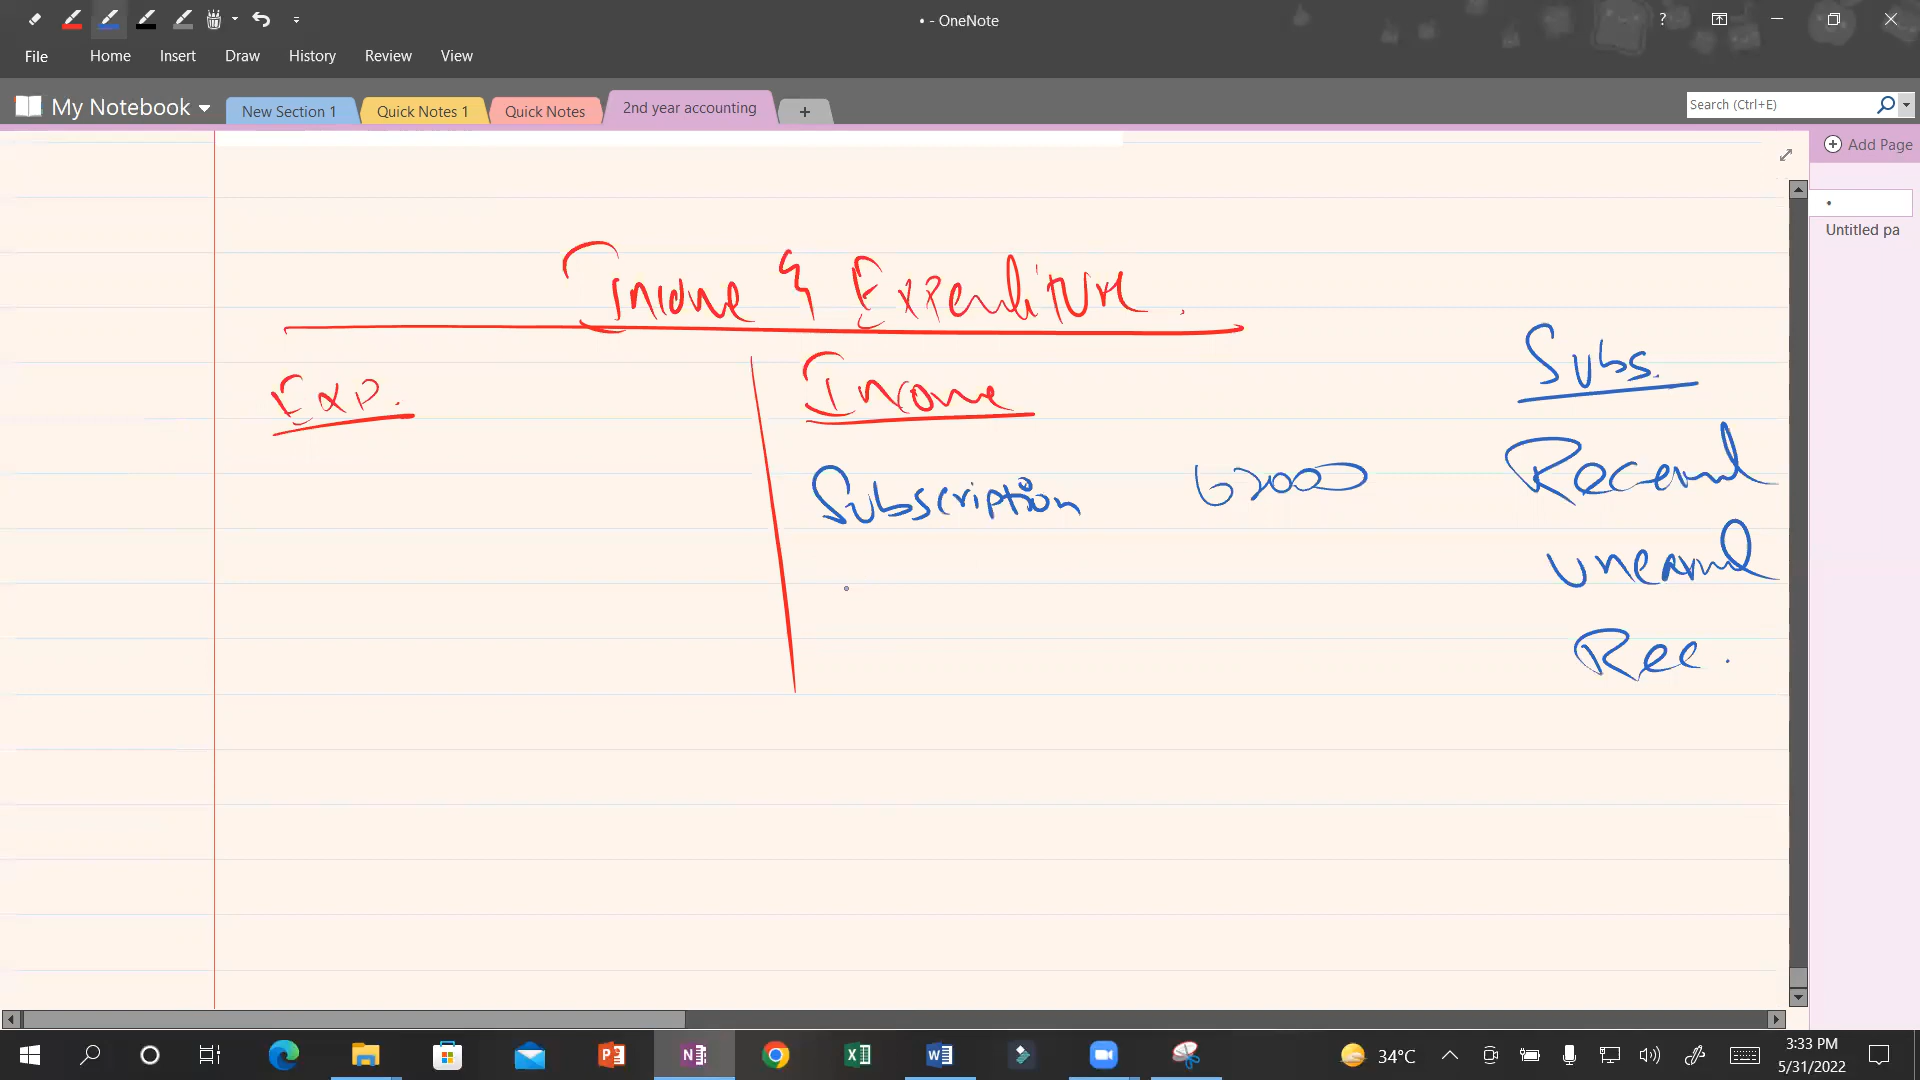 • - OneNote
?
File Home Insert Draw History Review View
My Notebook New Section 1 Quick Notes 1 Quick Notes 2nd year accounting +
Search (Ctrl+E)
Add Page
•
Untitled pa
Income & Expenditure.
Exp.
Income
Subs.
Subscription 62000
unearned
Rec.
3:33 PM
34°C
5/31/2022